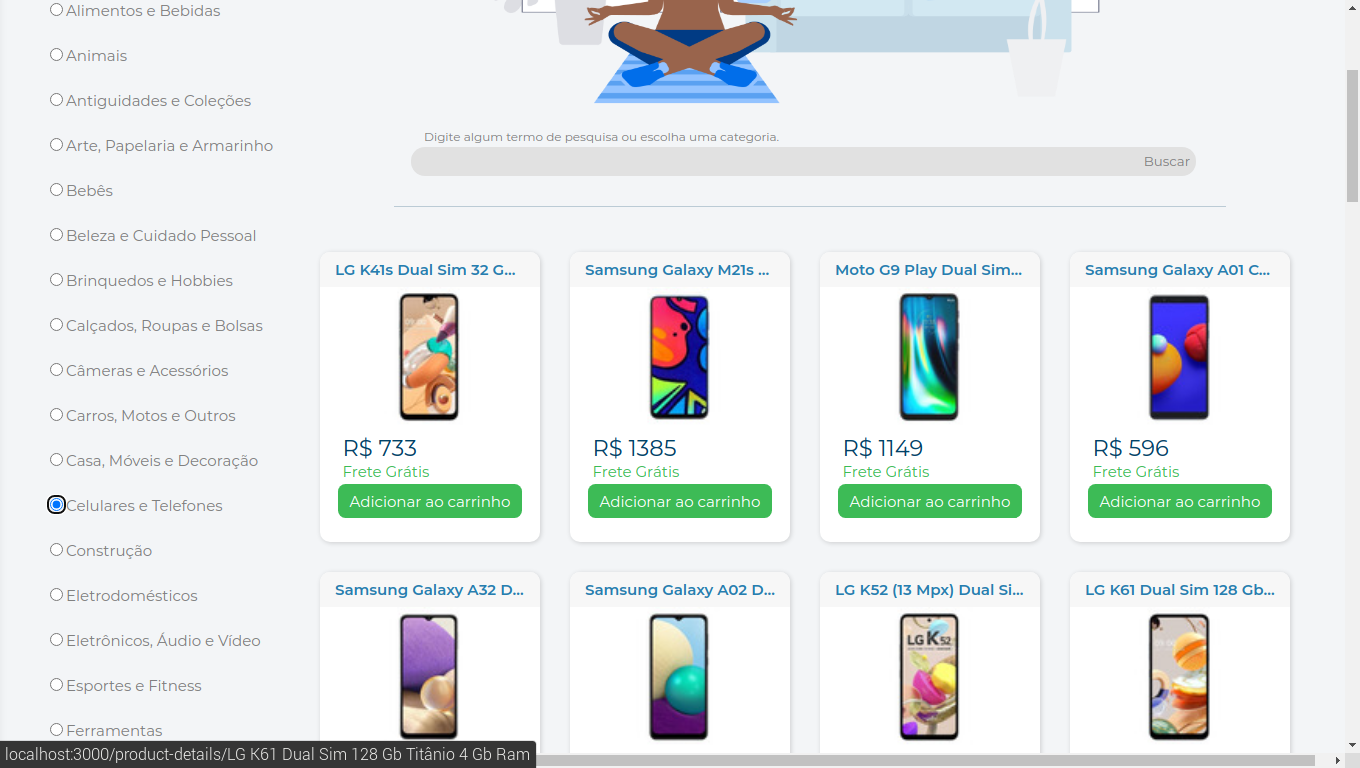 Alimentos e Bebidas
Animais
Antiguidades e Coleções
Arte, Papelaria e Armarinho
Bebês
Beleza e Cuidado Pessoal
Brinquedos e Hobbies
Calçados, Roupas e Bolsas
Câmeras e Acessórios
Carros, Motos e Outros
Casa, Móveis e Decoração
Celulares e Telefones
Construção
Eletrodomésticos
Eletrônicos, Áudio e Vídeo
Esportes e Fitness
Ferramentas
Digite algum termo de pesquisa ou escolha uma categoria.
Buscar
LG K41s Dual Sim 32 G...
R$ 733
Frete Grátis
Adicionar ao carrinho
Samsung Galaxy M21s ...
R$ 1385
Frete Grátis
Adicionar ao carrinho
Moto G9 Play Dual Sim...
R$ 1149
Frete Grátis
Adicionar ao carrinho
Samsung Galaxy A01 C...
R$ 596
Frete Grátis
Adicionar ao carrinho
Samsung Galaxy A32 D...
Samsung Galaxy A02 D...
LG K52 (13 Mpx) Dual Si...
LG K52
LG K61 Dual Sim 128 Gb...
localhost:3000/product-details/LG K61 Dual Sim 128 Gb Titânio 4 Gb Ram